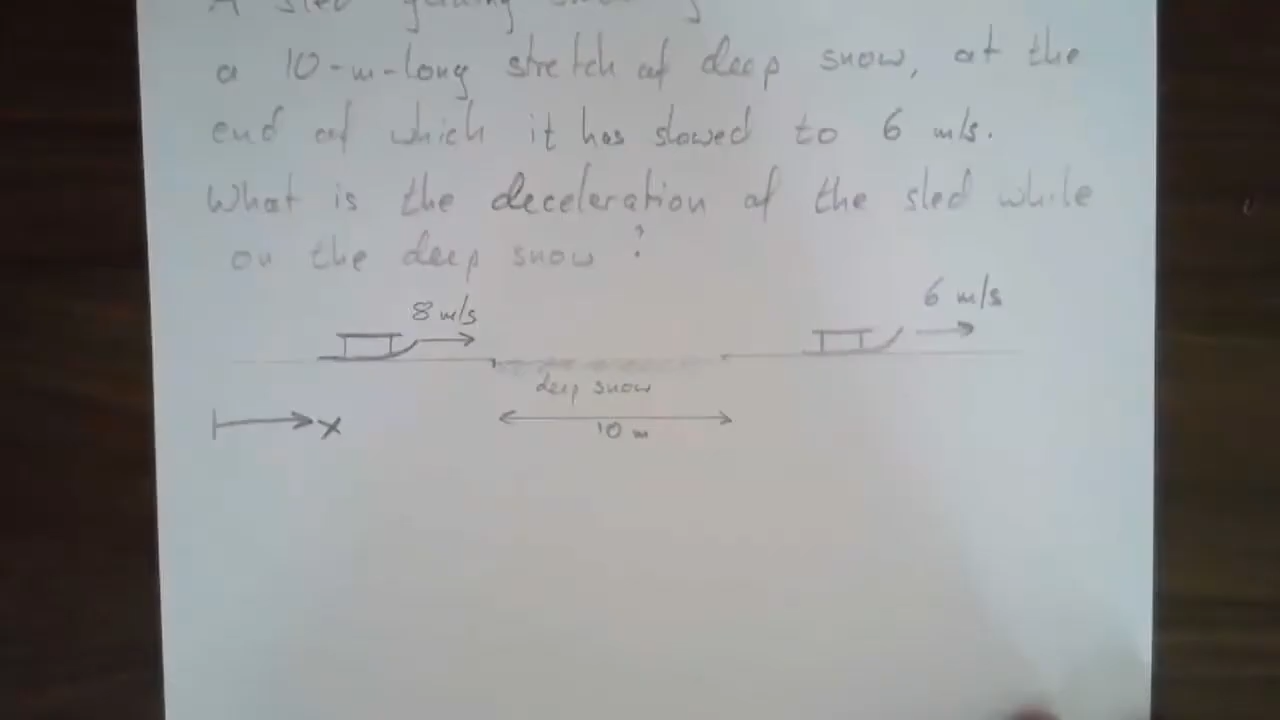 A sled
a 10-m-long stretch of deep snow, at the
end of which it has slowed to 6 m/s.
What is the deceleration of the sled while
on the deep snow?
8 m/s
6 m/s
deep snow
10 m
x